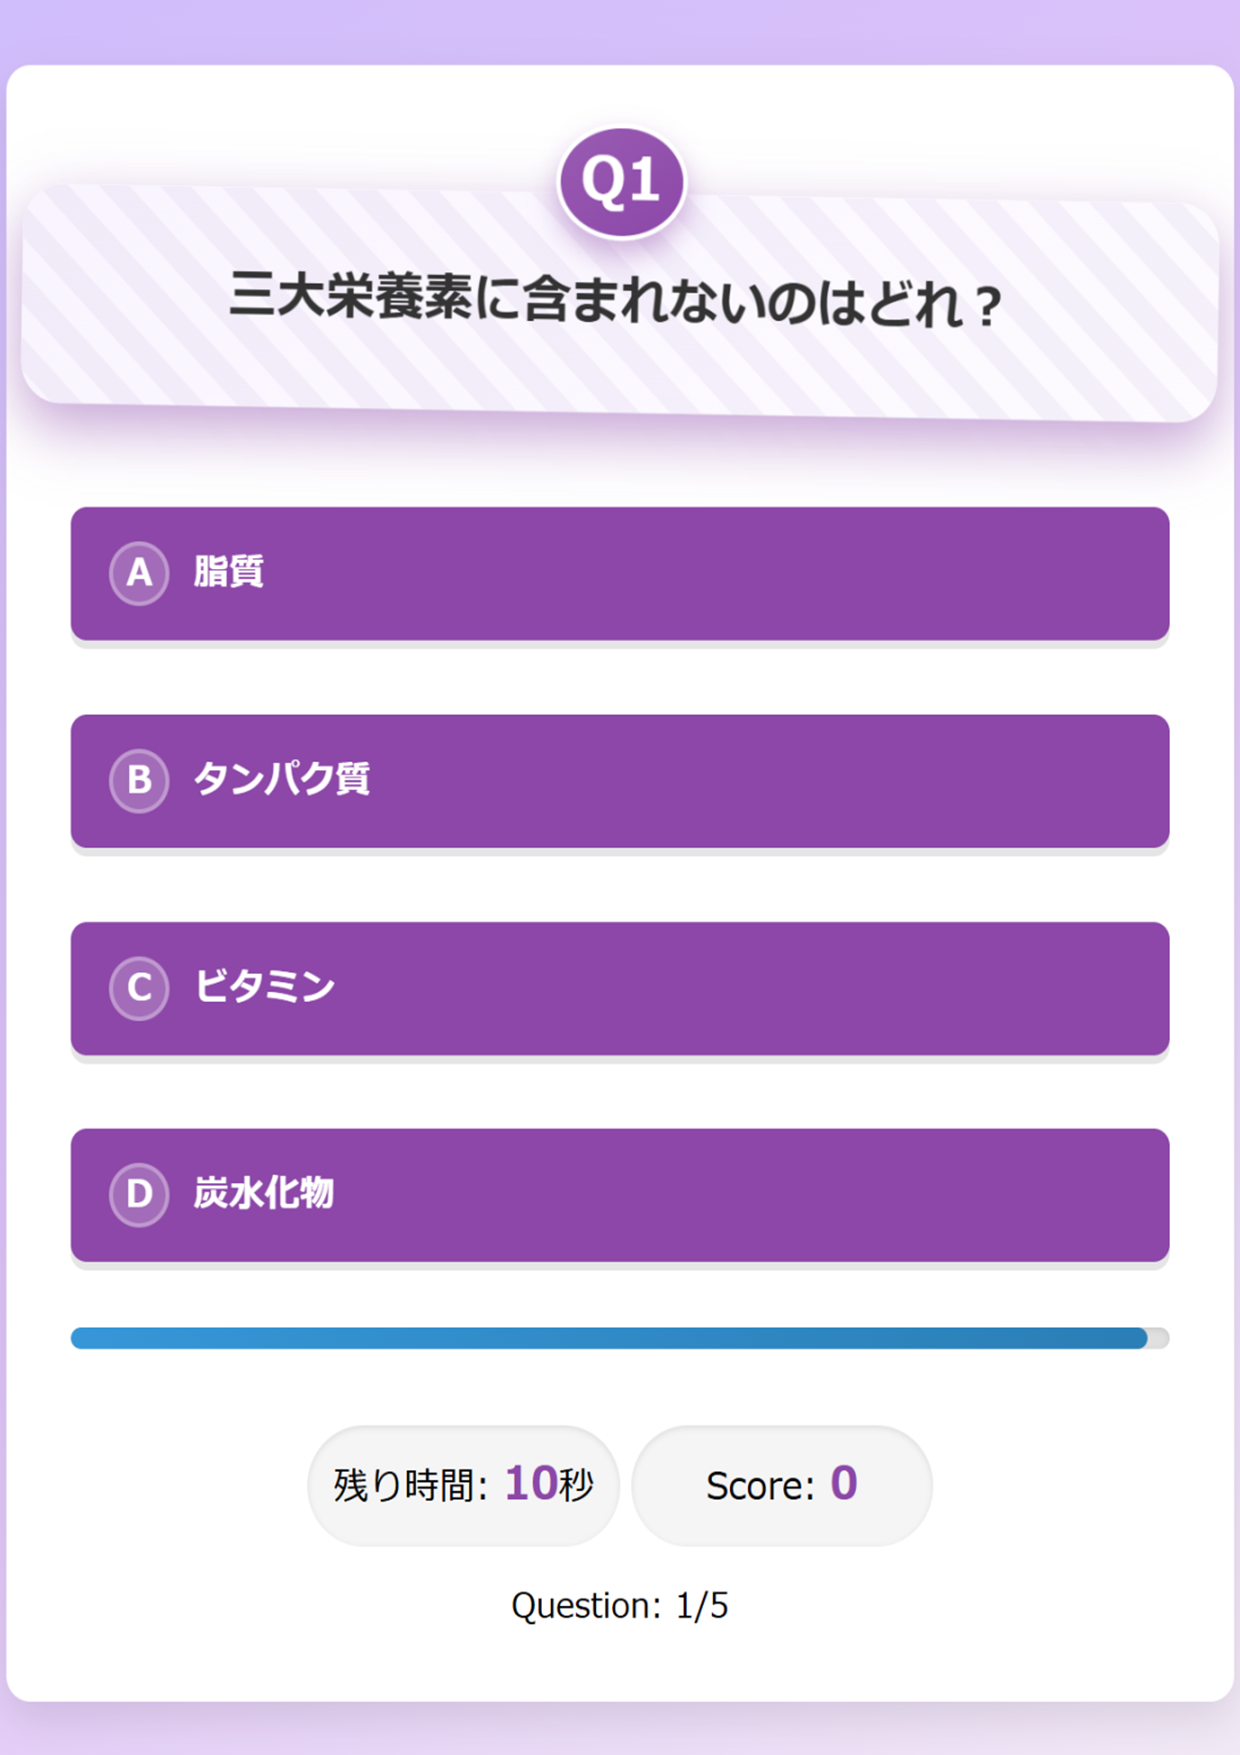 Q1
三大栄養素に含まれないのはどれ？
A 脂質
B タンパク質
C ビタミン
D 炭水化物
残り時間: 10秒 Score: 0
Question: 1/5